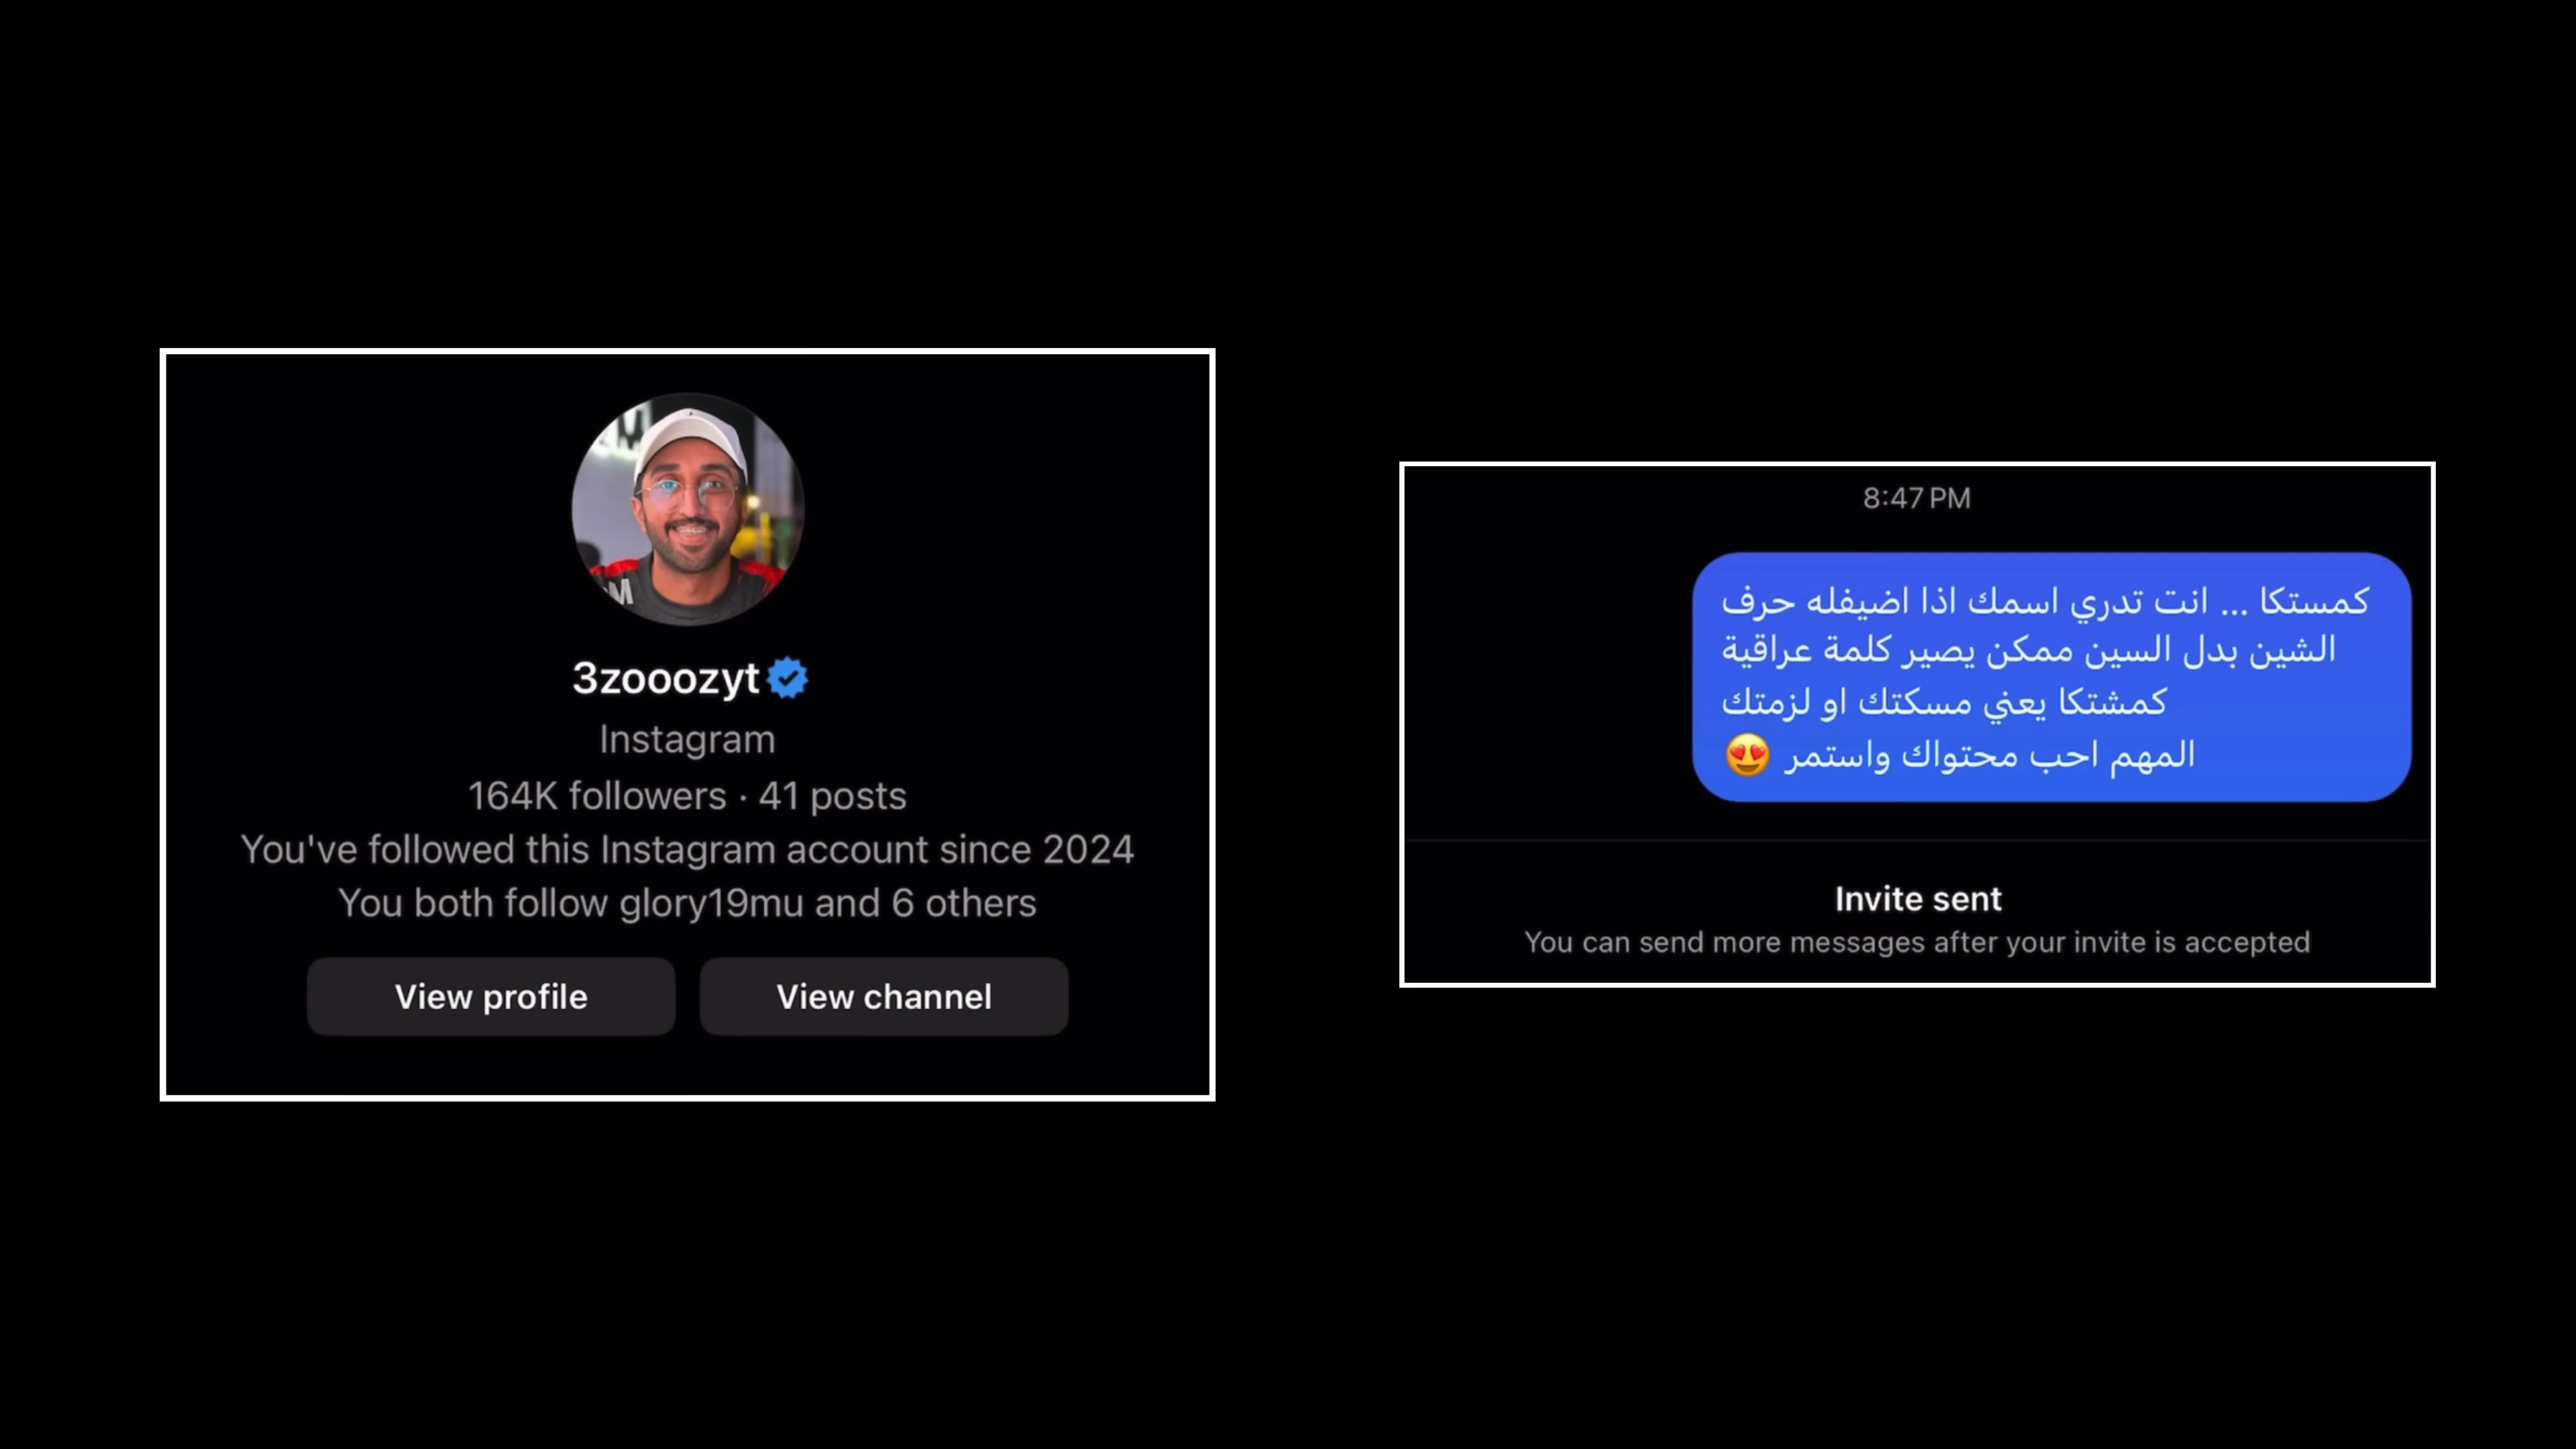 3zooozyt
Instagram
164K followers · 41 posts
You've followed this Instagram account since 2024
You both follow glory19mu and 6 others
View profile
View channel
8:47 PM
كمستكا ... انت تدري اسمك اذا اضيفله حرف
الشين بدل السين ممكن يصير كلمة عراقية
كمشتكا يعني مسكتك او لزمتك
المهم احب محتواك واستمر 😍
Invite sent
You can send more messages after your invite is accepted